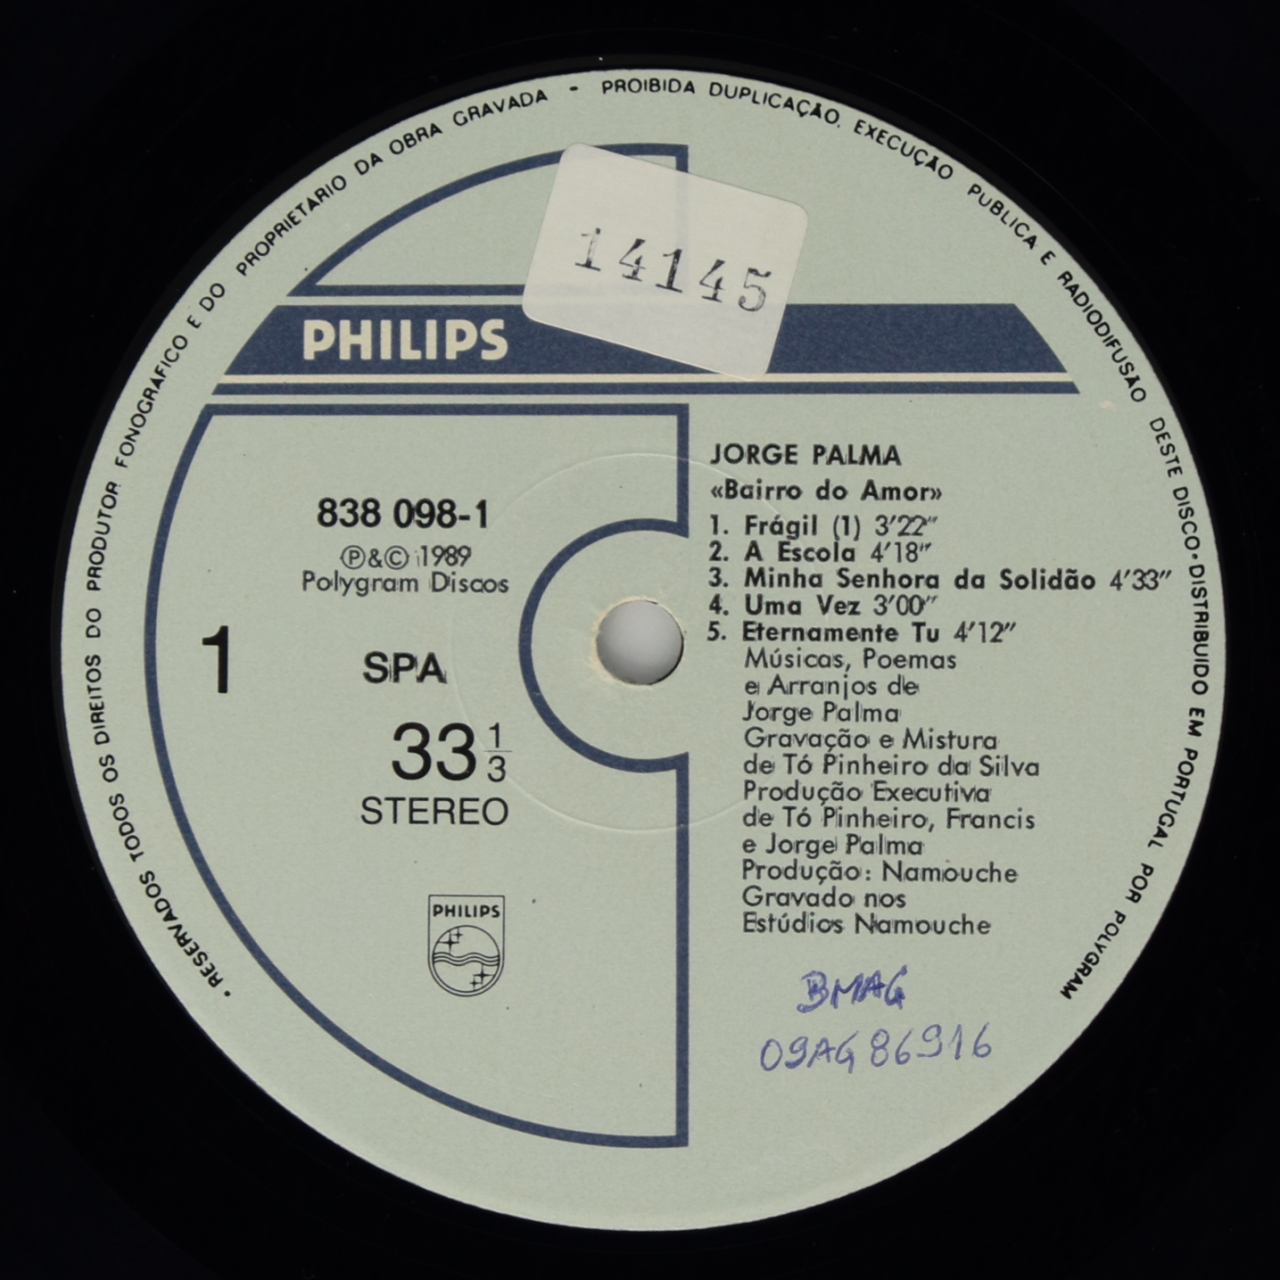 • RESERVADOS TODOS OS DIREITOS DO PRODUTOR FONOGRÁFICO E DO PROPRIETARIO DA OBRA GRAVADA - PROIBIDA DUPLICAÇÃO, EXECUÇÃO PUBLICA E RADIODIFUSÃO DESTE DISCO•DISTRIBUIDO EM PORTUGAL POR POLYGRAM
14145
PHILIPS
838 098-1
Ⓟ&© 1989
Polygram Discos
1
SPA
33 1/3
STEREO
PHILIPS
JORGE PALMA
«Bairro do Amor»
1. Frágil (1) 3'22"
2. A Escola 4'18"
3. Minha Senhora da Solidão 4'33"
4. Uma Vez 3'00"
5. Eternamente Tu 4'12"
Músicas, Poemas
e Arranjos de
Jorge Palma
Gravação e Mistura
de Tó Pinheiro da Silva
Produção Executiva
de Tó Pinheiro, Francis
e Jorge Palma
Produção: Namouche
Gravado nos
Estúdios Namouche
BMAG
09AG86916